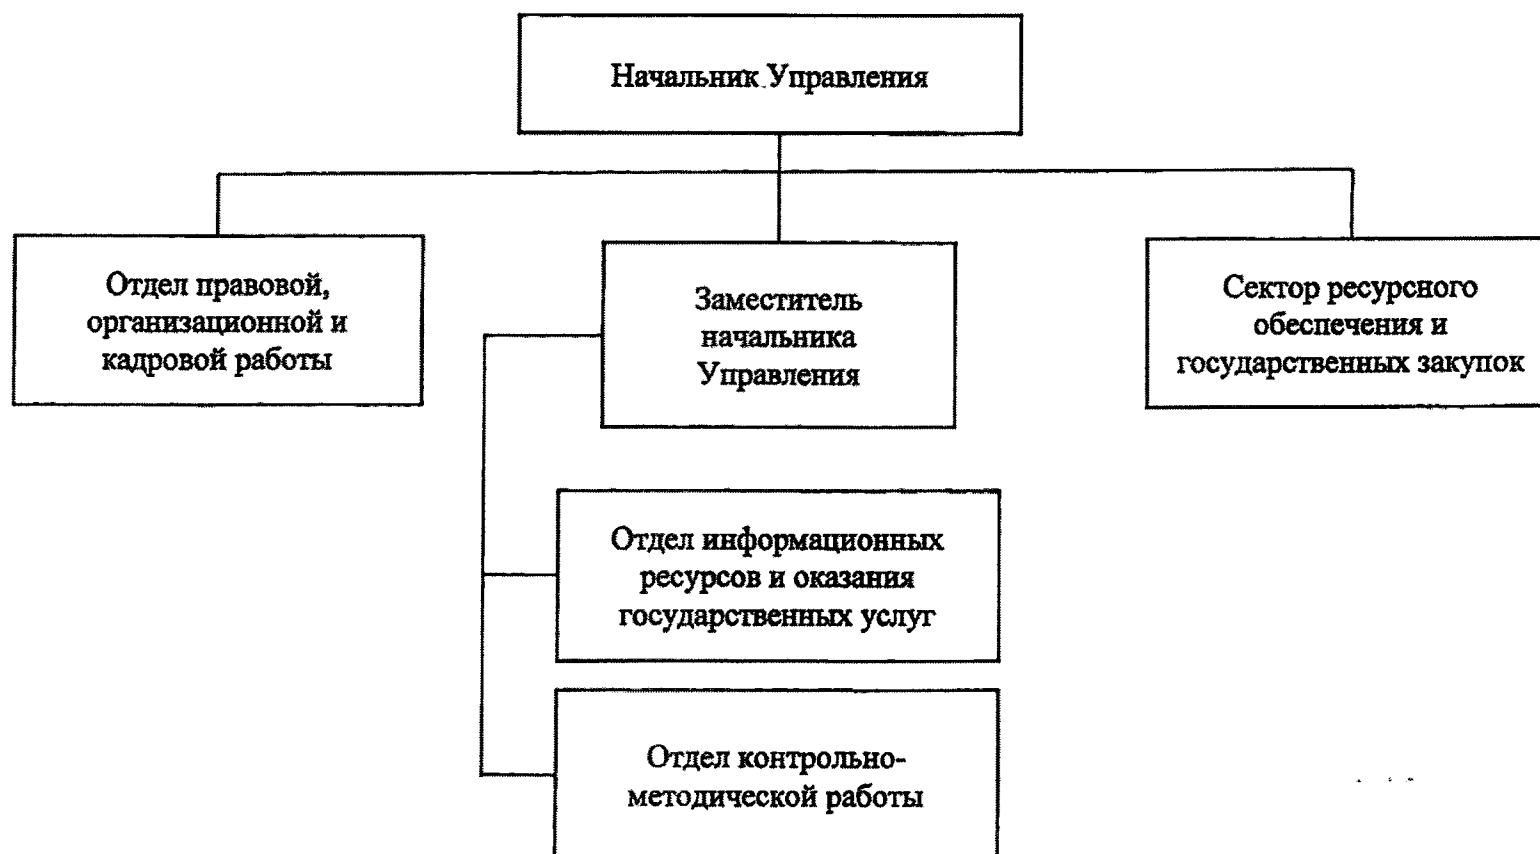 Начальник Управления
Отдел правовой,
организационной и
кадровой работы
Заместитель
начальника
Управления
Сектор ресурсного
обеспечения и
государственных закупок
Отдел информационных
ресурсов и оказания
государственных услуг
Отдел контрольно-
методической работы